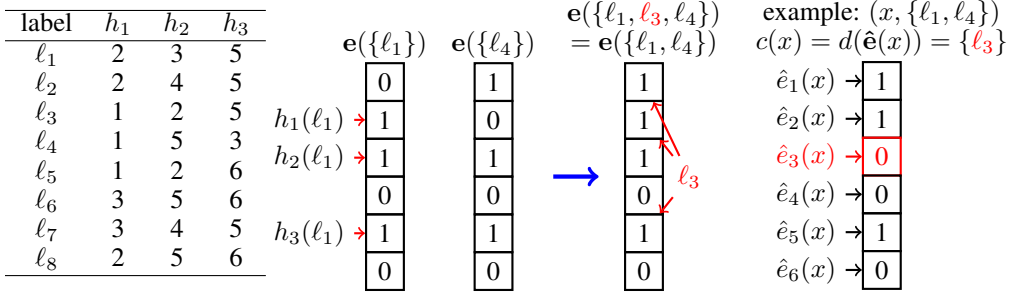 label h₁ h₂ h₃
ℓ₁ 2 3 5
ℓ₂ 2 4 5
ℓ₃ 1 2 5
ℓ₄ 1 5 3
ℓ₅ 1 2 6
ℓ₆ 3 5 6
ℓ₇ 3 4 5
ℓ₈ 2 5 6
e({ℓ₁})
0
h₁(ℓ₁) 1
h₂(ℓ₁) 1
0
h₃(ℓ₁) 1
0
e({ℓ₄})
1
0
1
0
1
0
e({ℓ₁, ℓ₃, ℓ₄})
= e({ℓ₁, ℓ₄})
1
1
1
0
1
0
ℓ₃
example: (x, {ℓ₁, ℓ₄})
c(x) = d(ê(x)) = {ℓ₃}
ê₁(x) 1
ê₂(x) 1
ê₃(x) 0
ê₄(x) 0
ê₅(x) 1
ê₆(x) 0